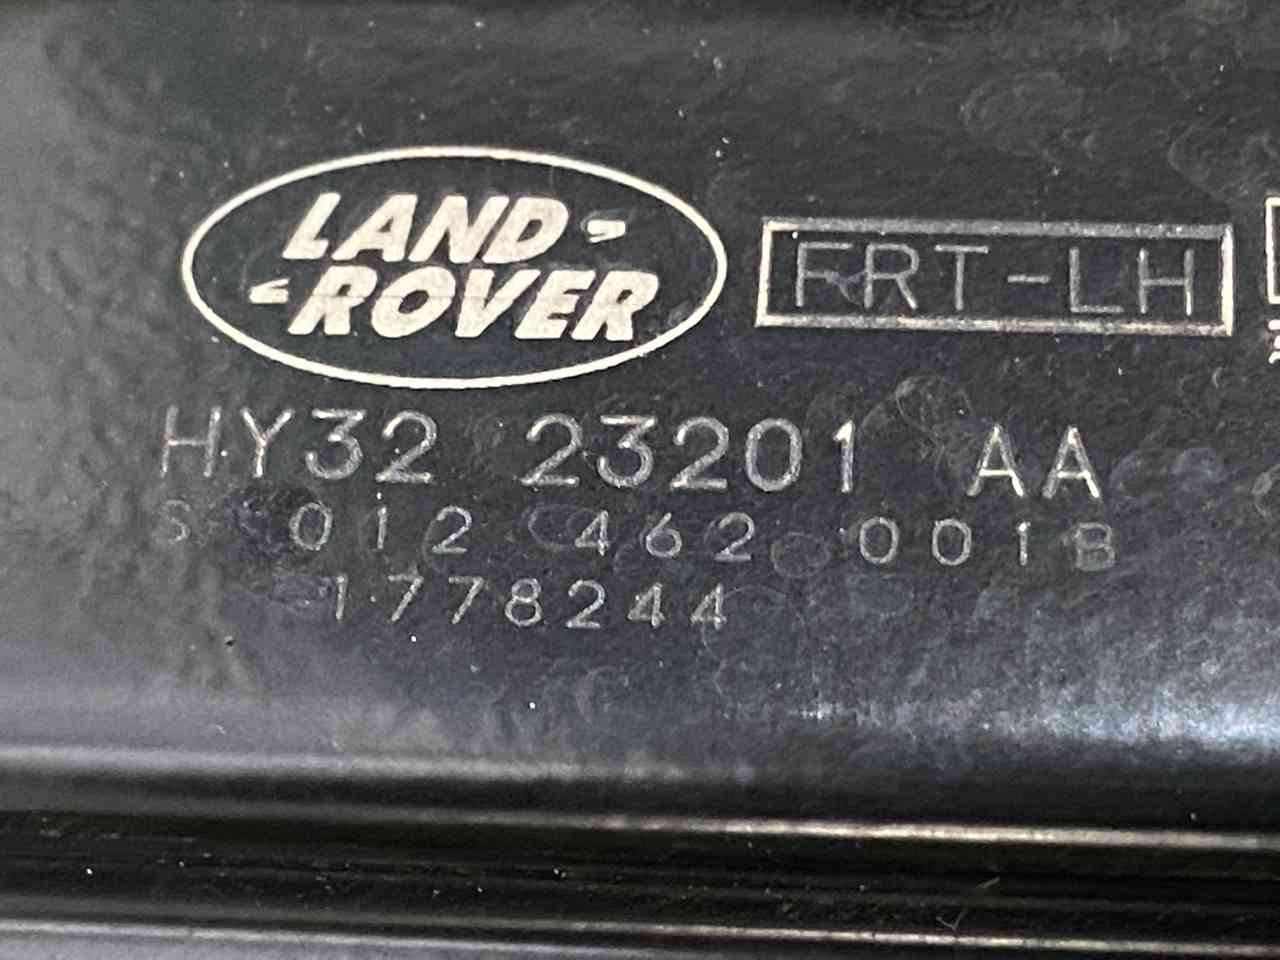 LAND-
-ROVER
FRT-LH
HY32 23201 AA
S 012 462 001B
1778244